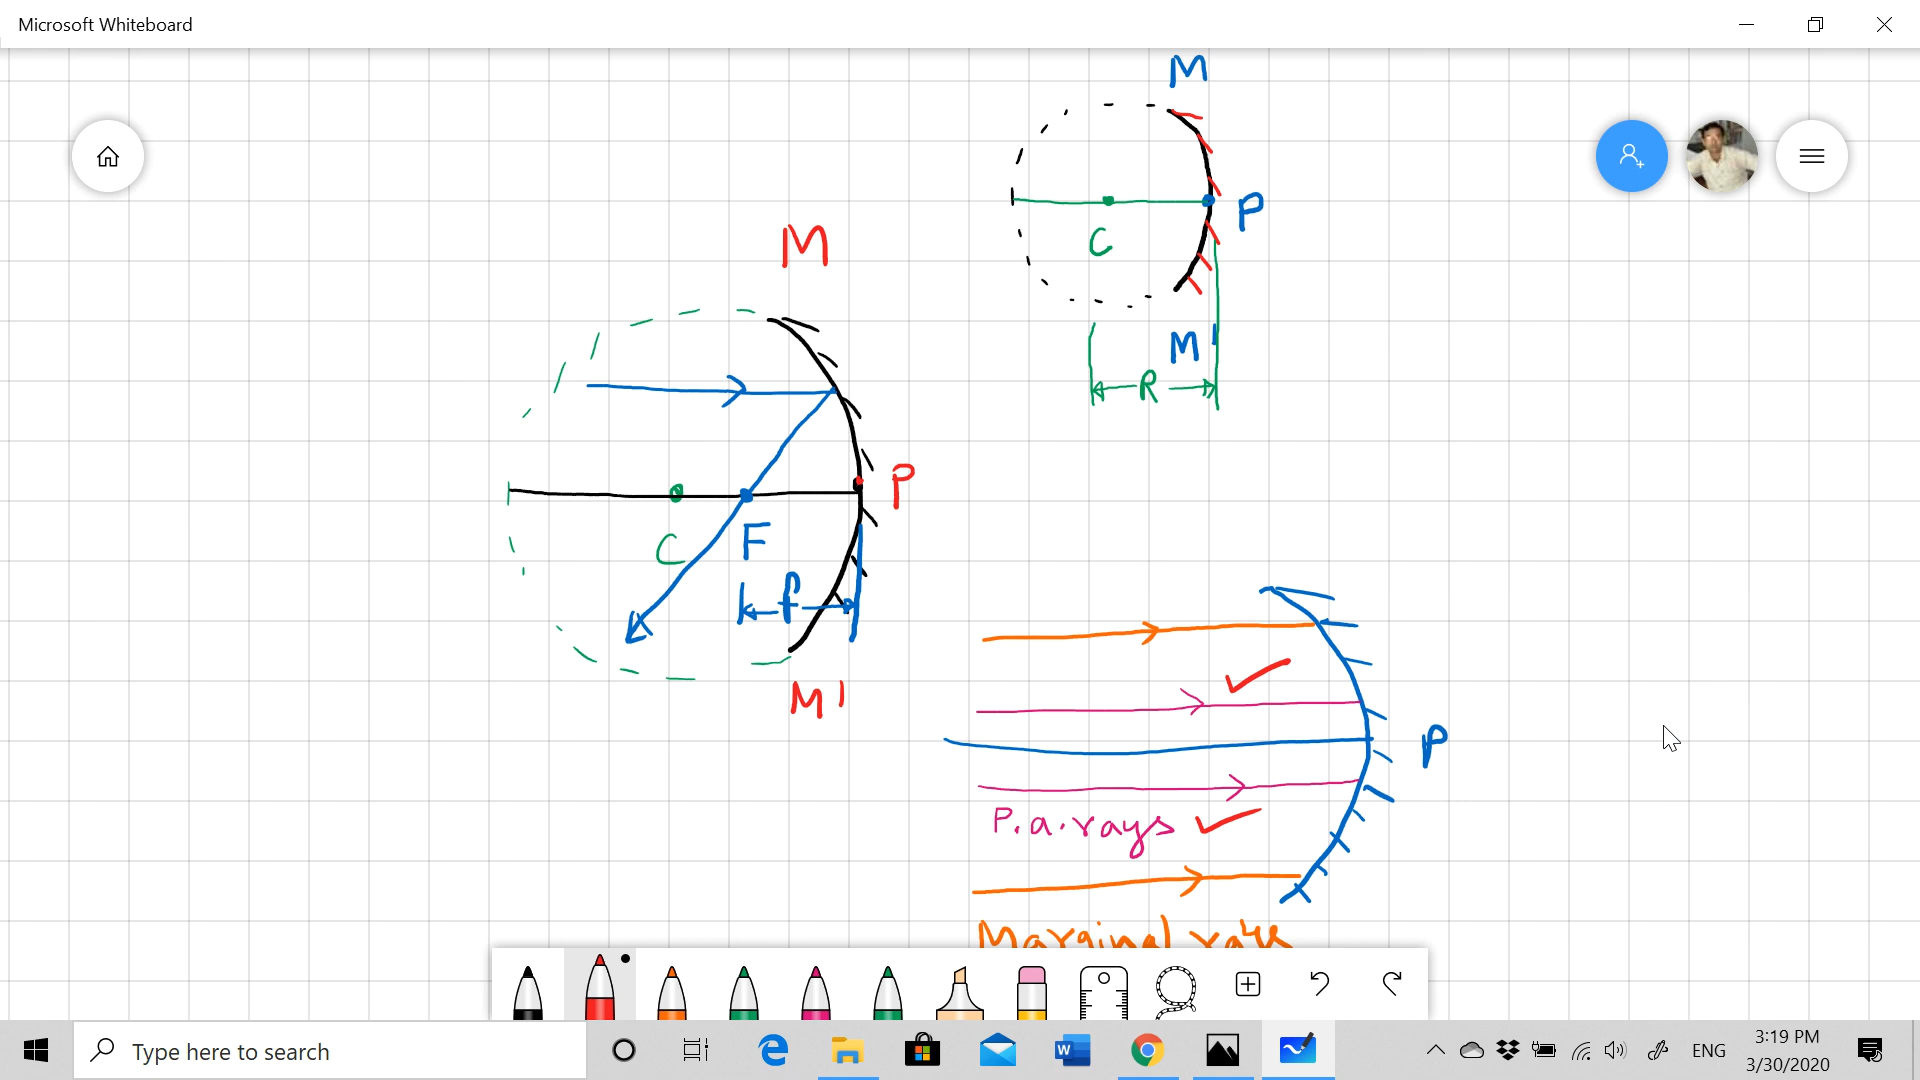 Microsoft Whiteboard
M
P
C
M'
R
M
P
C
F
f
M'
P
P.a.rays
Marginal rays
Type here to search
ENG
3:19 PM
3/30/2020